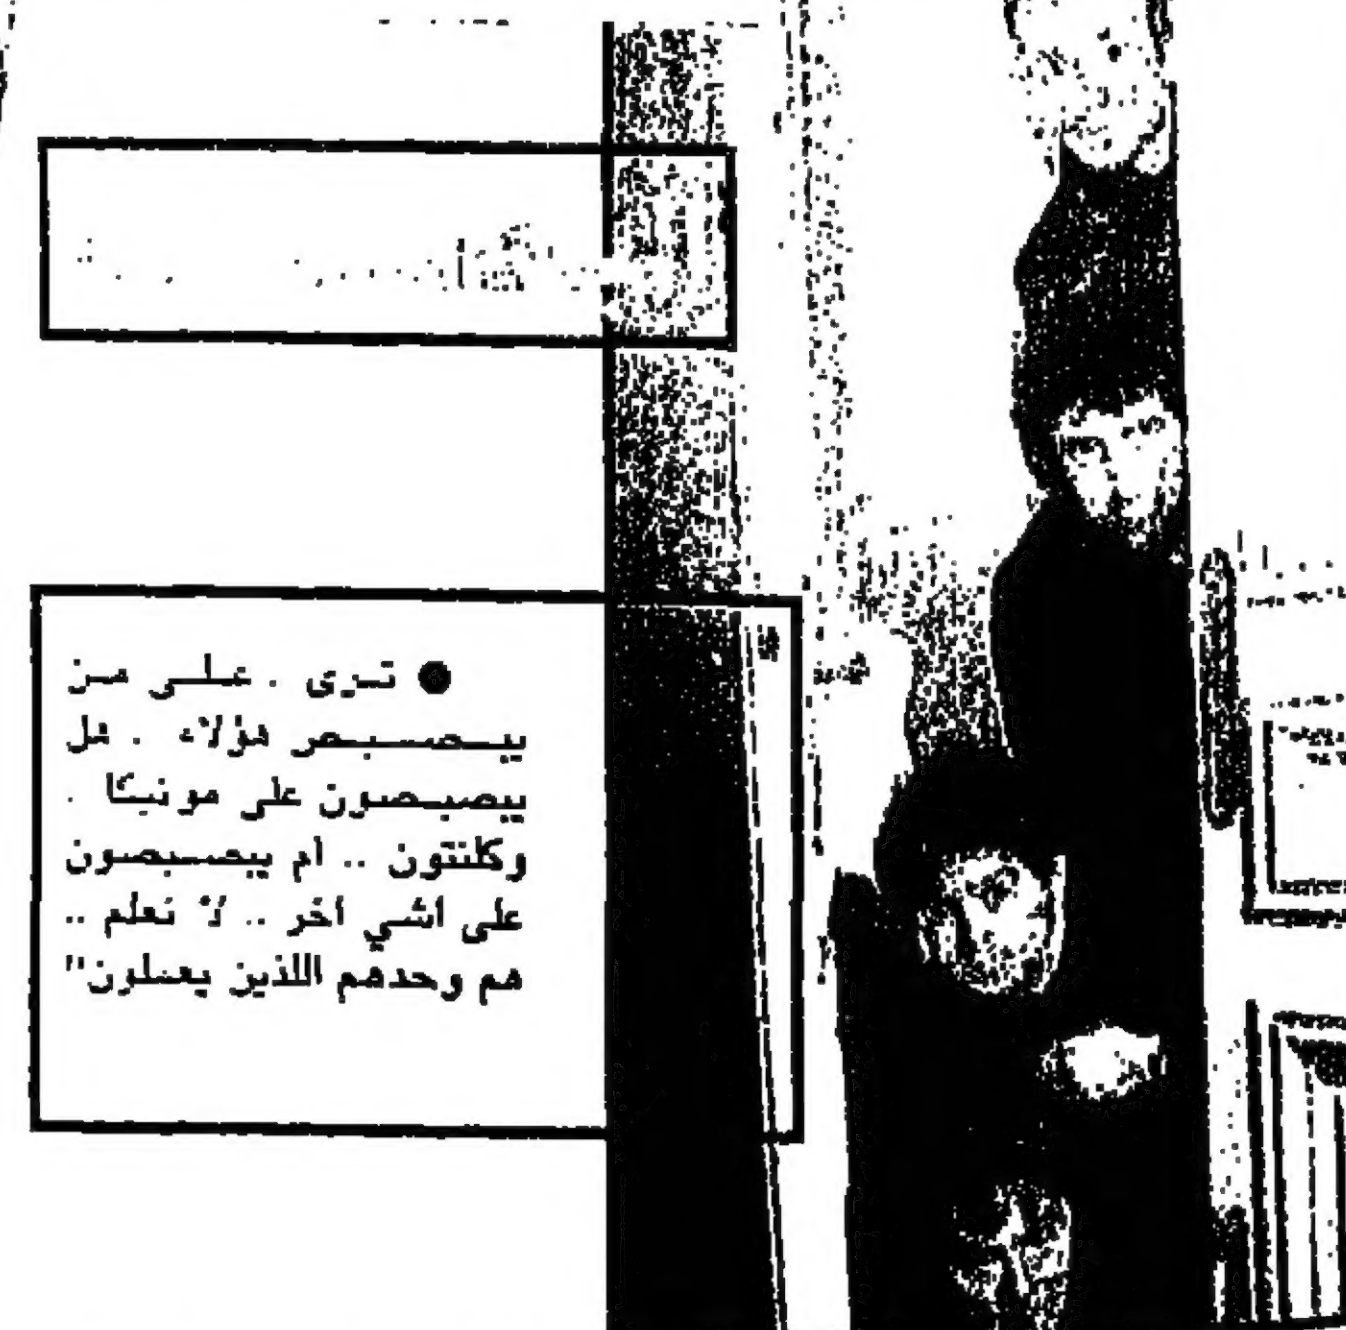 ● ترى . على من
يبصبص هؤلاء . هل
يبصبصون على مونيكا .
وكلنتون .. أم يبصبصون
على اشي اخر .. لا نعلم ..
هم وحدهم اللذين يعملون"